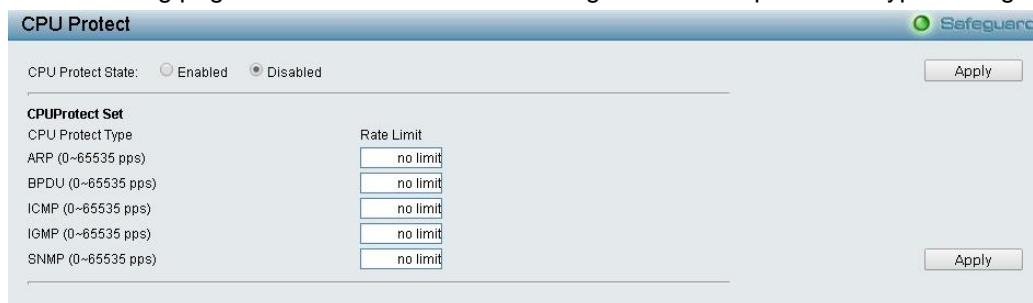 CPU Protect
Safeguard
CPU Protect State: Enabled Disabled
Apply
CPUProtect Set
CPU Protect Type Rate Limit
ARP (0~65535 pps) no limit
BPDU (0~65535 pps) no limit
ICMP (0~65535 pps) no limit
IGMP (0~65535 pps) no limit
SNMP (0~65535 pps) no limit
Apply